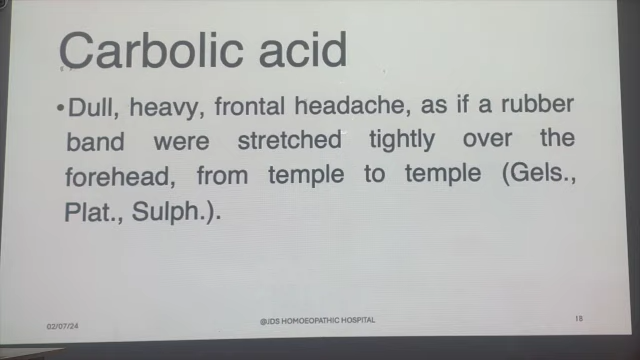 Carbolic acid
•Dull, heavy, frontal headache, as if a rubber
band were stretched tightly over the
forehead, from temple to temple (Gels.,
Plat., Sulph.).
02/07/24
@JDS HOMOEOPATHIC HOSPITAL
18